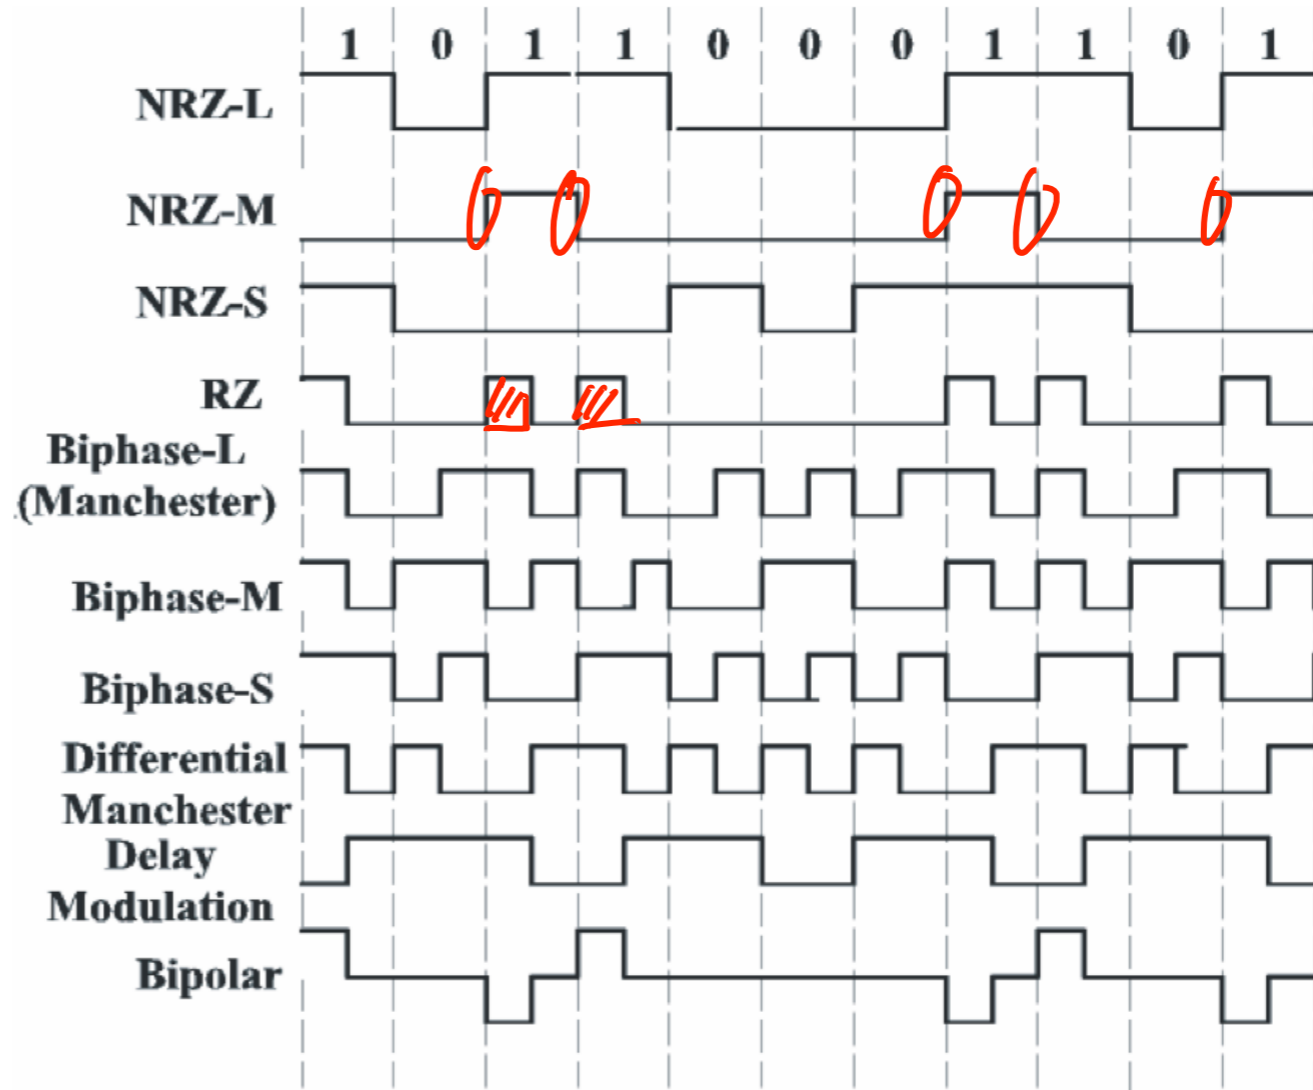 1 0 1 1 0 0 0 1 1 0 1
NRZ-L
NRZ-M
NRZ-S
RZ
Biphase-L
(Manchester)
Biphase-M
Biphase-S
Differential
Manchester
Delay
Modulation
Bipolar